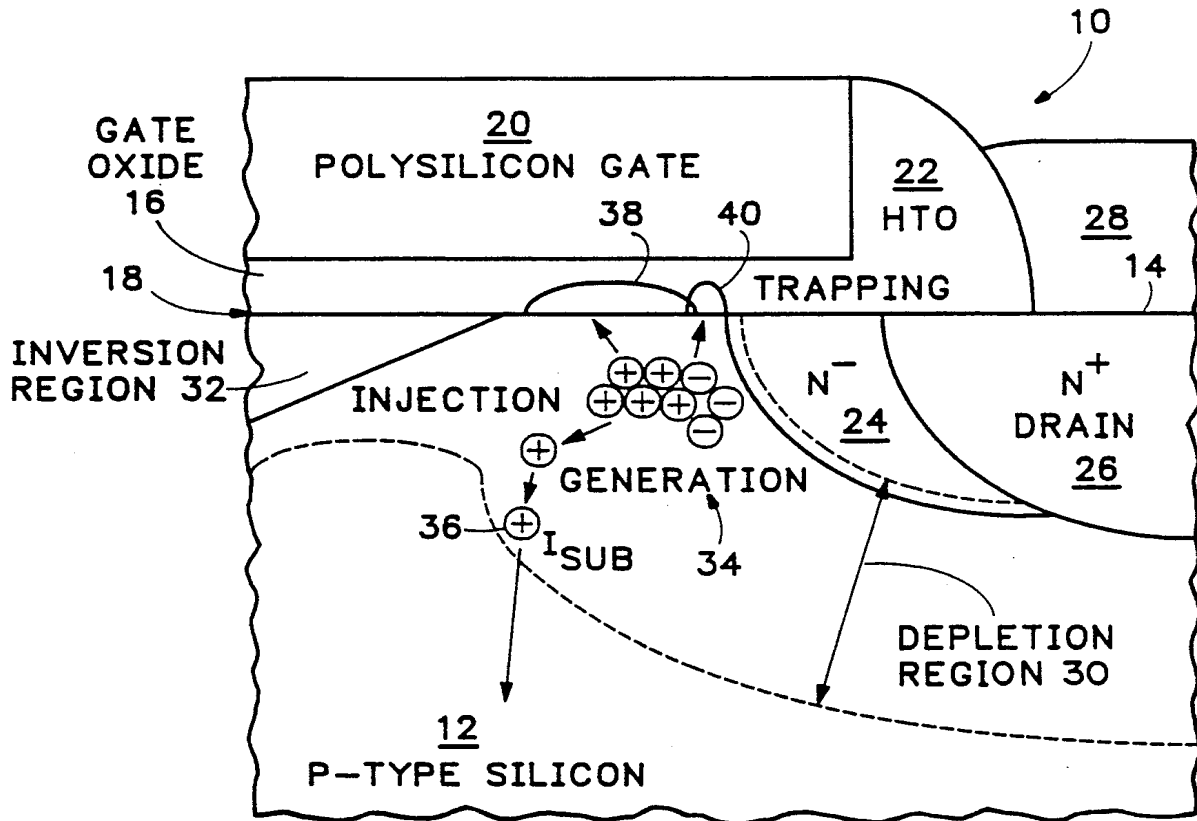 10
GATE
OXIDE
16
20
POLYSILICON GATE
22
HTO
38
40
28
14
18
TRAPPING
INVERSION
REGION 32
INJECTION
+ + −
+ + + −
−
+
N−
24
N+
DRAIN
26
GENERATION
36
+
ISUB
34
DEPLETION
REGION 30
12
P-TYPE SILICON